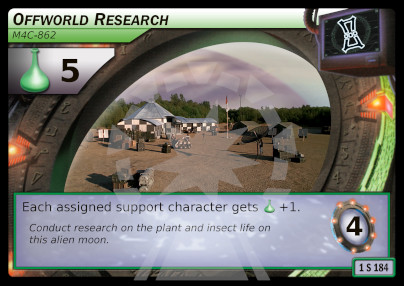 OFFWORLD RESEARCH
M4C-862
5
Each assigned support character gets +1.
Conduct research on the plant and insect life on
this alien moon.
4
1 S 184